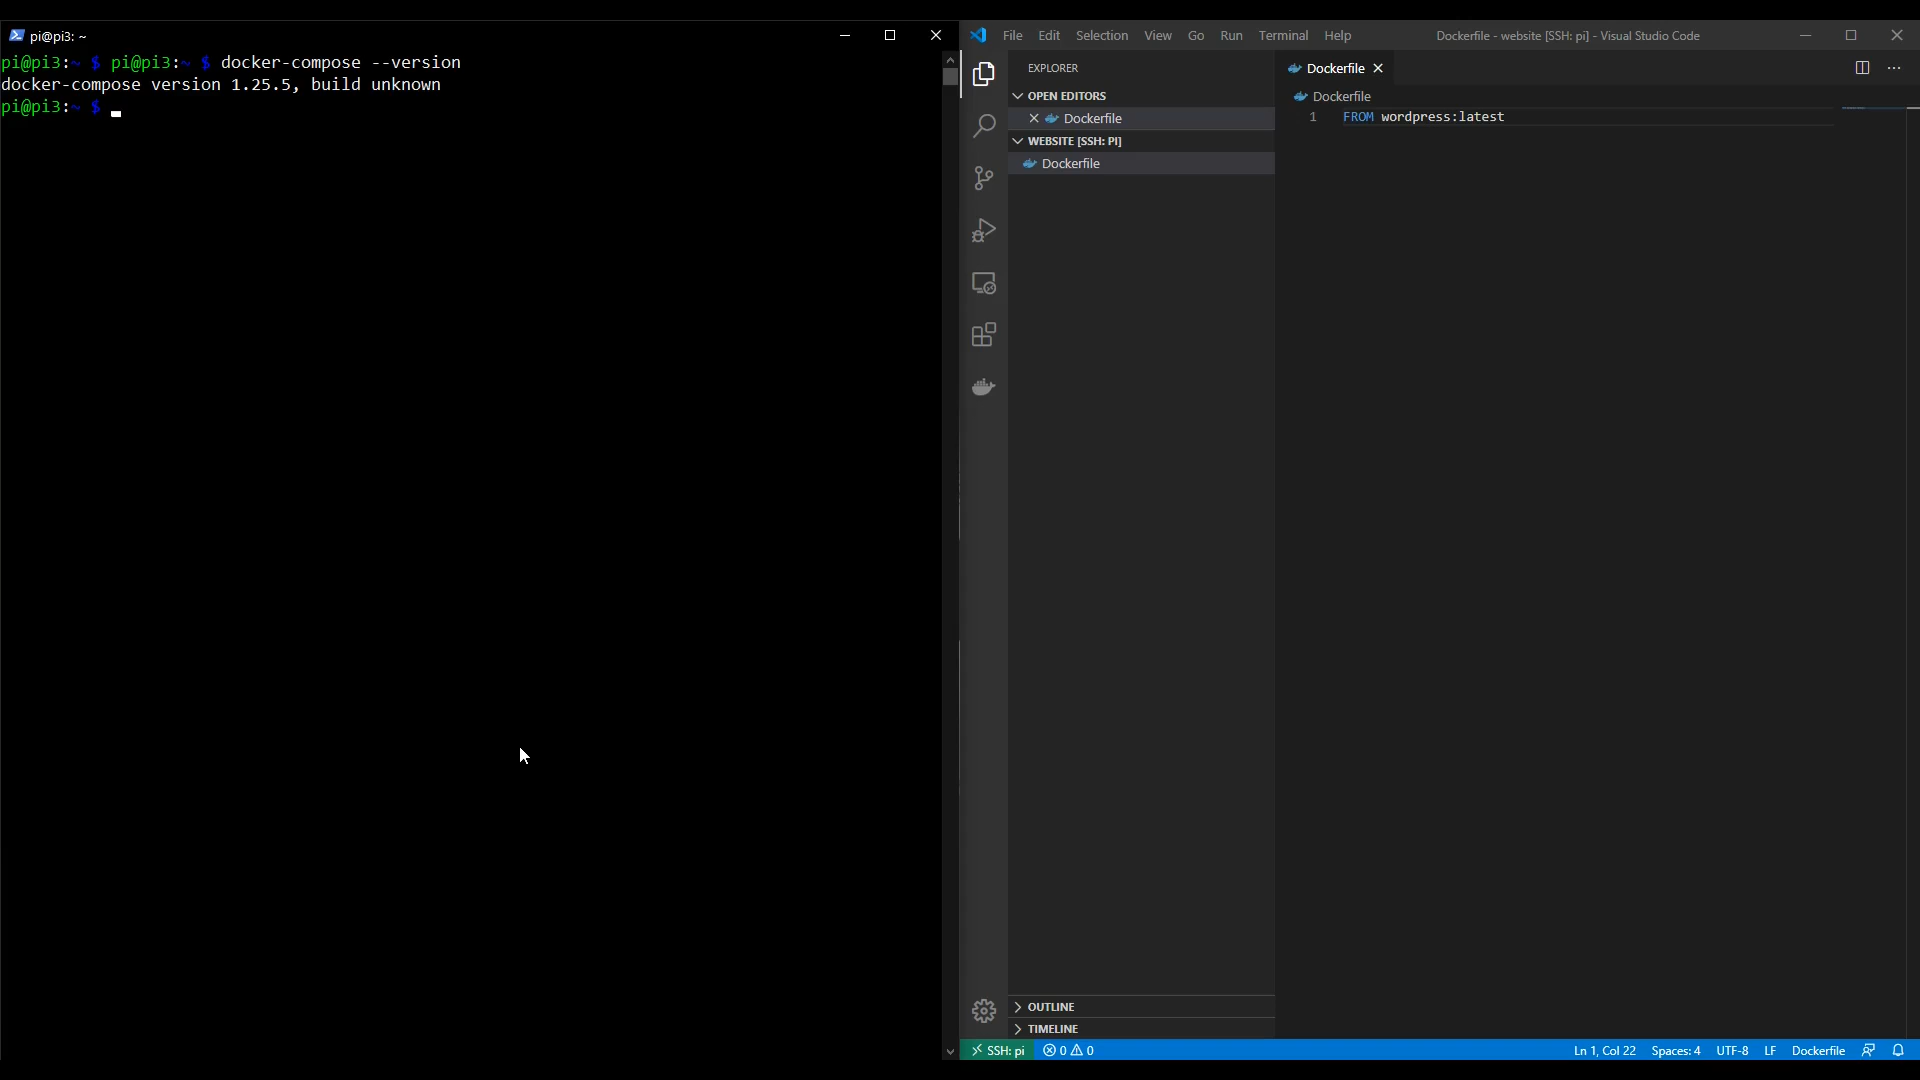 pi@pi3: ~
pi@pi3:~ $ pi@pi3:~ $ docker-compose --version
docker-compose version 1.25.5, build unknown
pi@pi3:~ $
File Edit Selection View Go Run Terminal Help
Dockerfile - website [SSH: pi] - Visual Studio Code
EXPLORER
OPEN EDITORS
Dockerfile
WEBSITE [SSH: PI]
Dockerfile
OUTLINE
TIMELINE
Dockerfile
Dockerfile
1 FROM wordpress:latest
SSH: pi 0 0 Ln 1, Col 22 Spaces: 4 UTF-8 LF Dockerfile